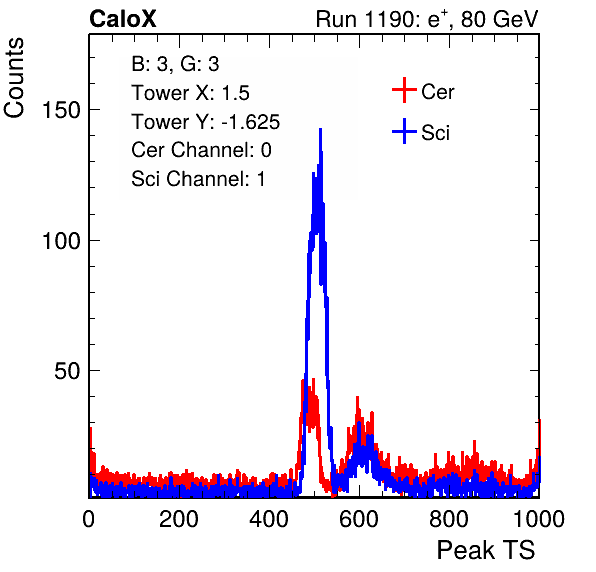 CaloX Run 1190: e⁺, 80 GeV
B: 3, G: 3
Tower X: 1.5
Tower Y: -1.625
Cer Channel: 0
Sci Channel: 1
Cer
Sci
Counts
150
100
50
0 200 400 600 800 1000
Peak TS